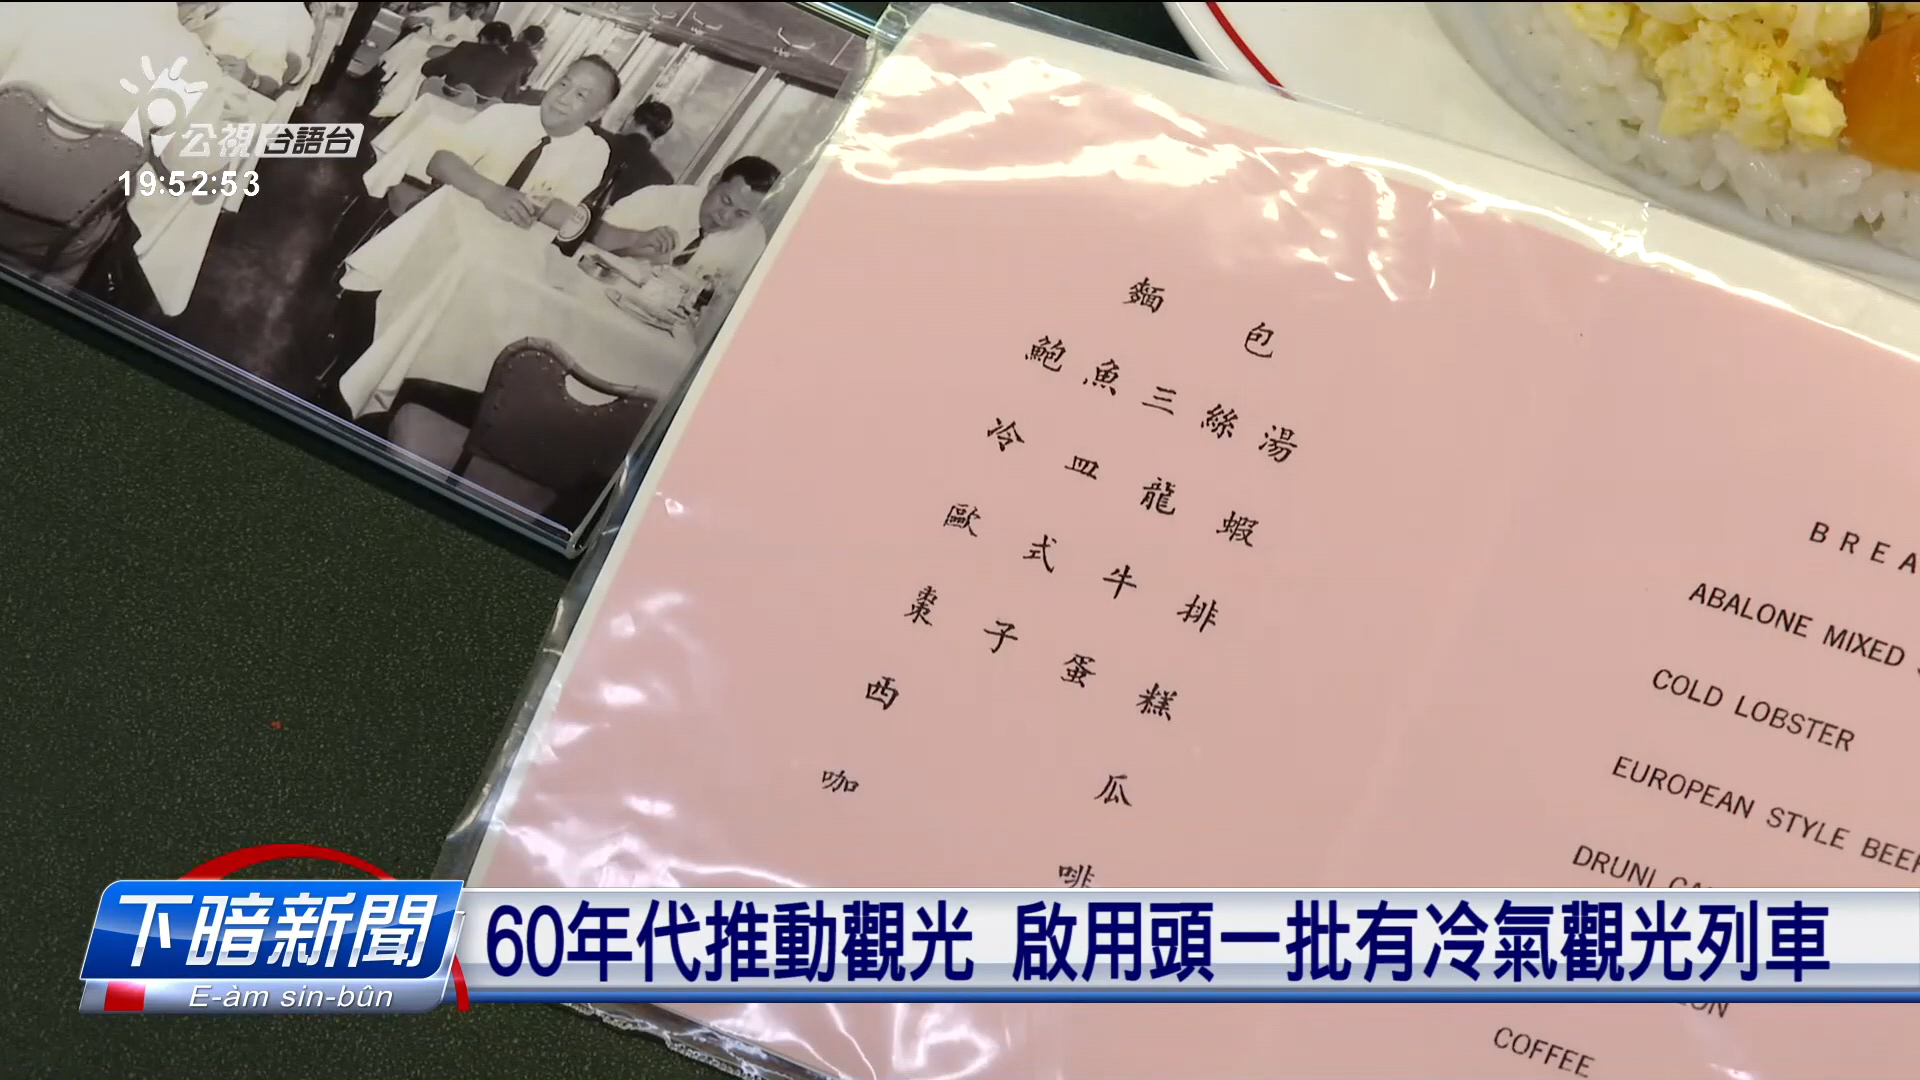 公視台語台
19:52:53
麵包
鮑魚三絲湯
冷皿龍蝦
歐式牛排
棗子蛋糕
西瓜
咖啡
BREA
ABALONE MIXED
COLD LOBSTER
EUROPEAN STYLE BEEF
DRUNI CA
COFFEE
下暗新聞
E-àm sin-bûn
60年代推動觀光 啟用頭一批有冷氣觀光列車